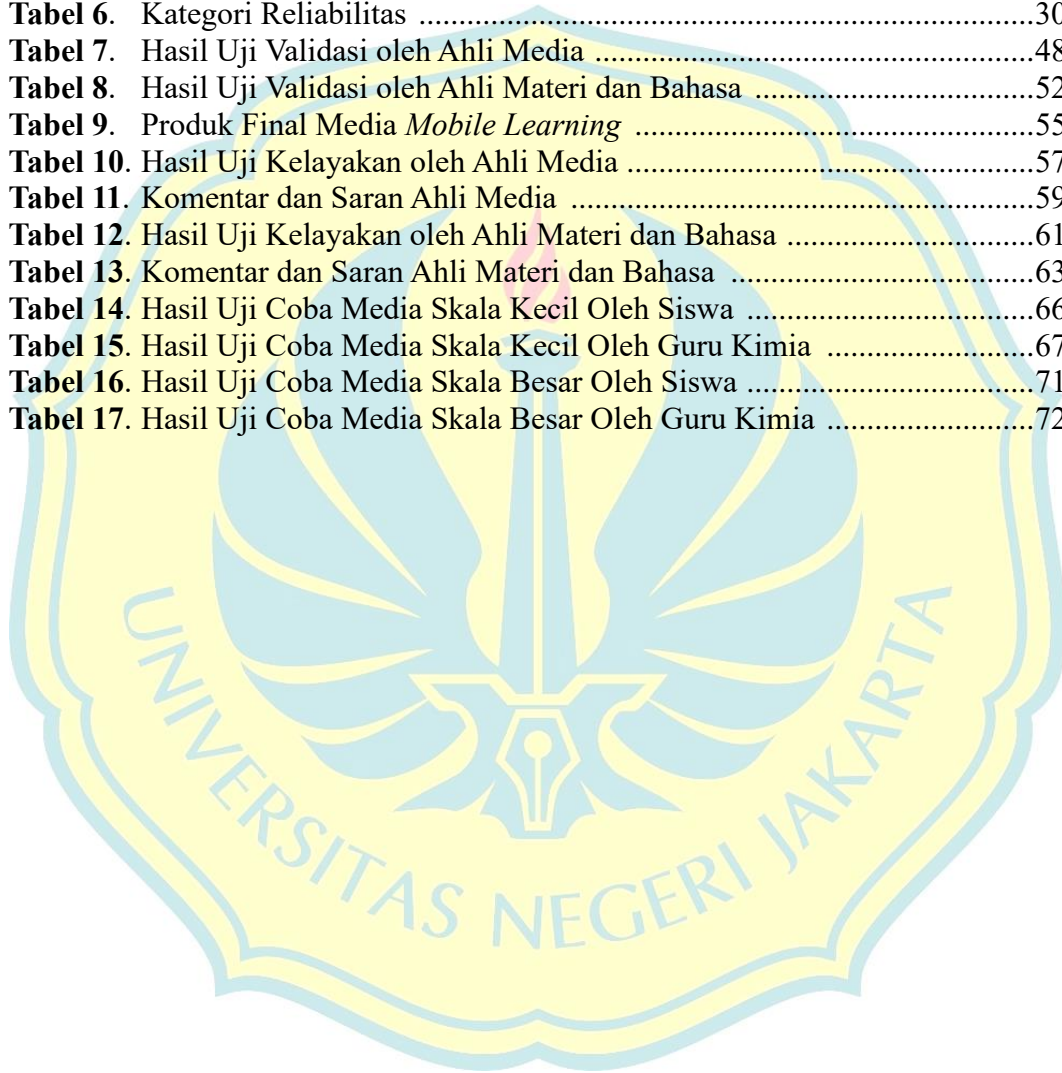 Tabel 6. Kategori Reliabilitas ........................................................................................30
Tabel 7. Hasil Uji Validasi oleh Ahli Media ...............................................................48
Tabel 8. Hasil Uji Validasi oleh Ahli Materi dan Bahasa ........................................52
Tabel 9. Produk Final Media Mobile Learning .........................................................55
Tabel 10. Hasil Uji Kelayakan oleh Ahli Media ...........................................................57
Tabel 11. Komentar dan Saran Ahli Media ..................................................................59
Tabel 12. Hasil Uji Kelayakan oleh Ahli Materi dan Bahasa ....................................61
Tabel 13. Komentar dan Saran Ahli Materi dan Bahasa ...........................................63
Tabel 14. Hasil Uji Coba Media Skala Kecil Oleh Siswa ........................................66
Tabel 15. Hasil Uji Coba Media Skala Kecil Oleh Guru Kimia .............................67
Tabel 16. Hasil Uji Coba Media Skala Besar Oleh Siswa ........................................71
Tabel 17. Hasil Uji Coba Media Skala Besar Oleh Guru Kimia .............................72
UNIVERSITAS NEGERI JAKARTA